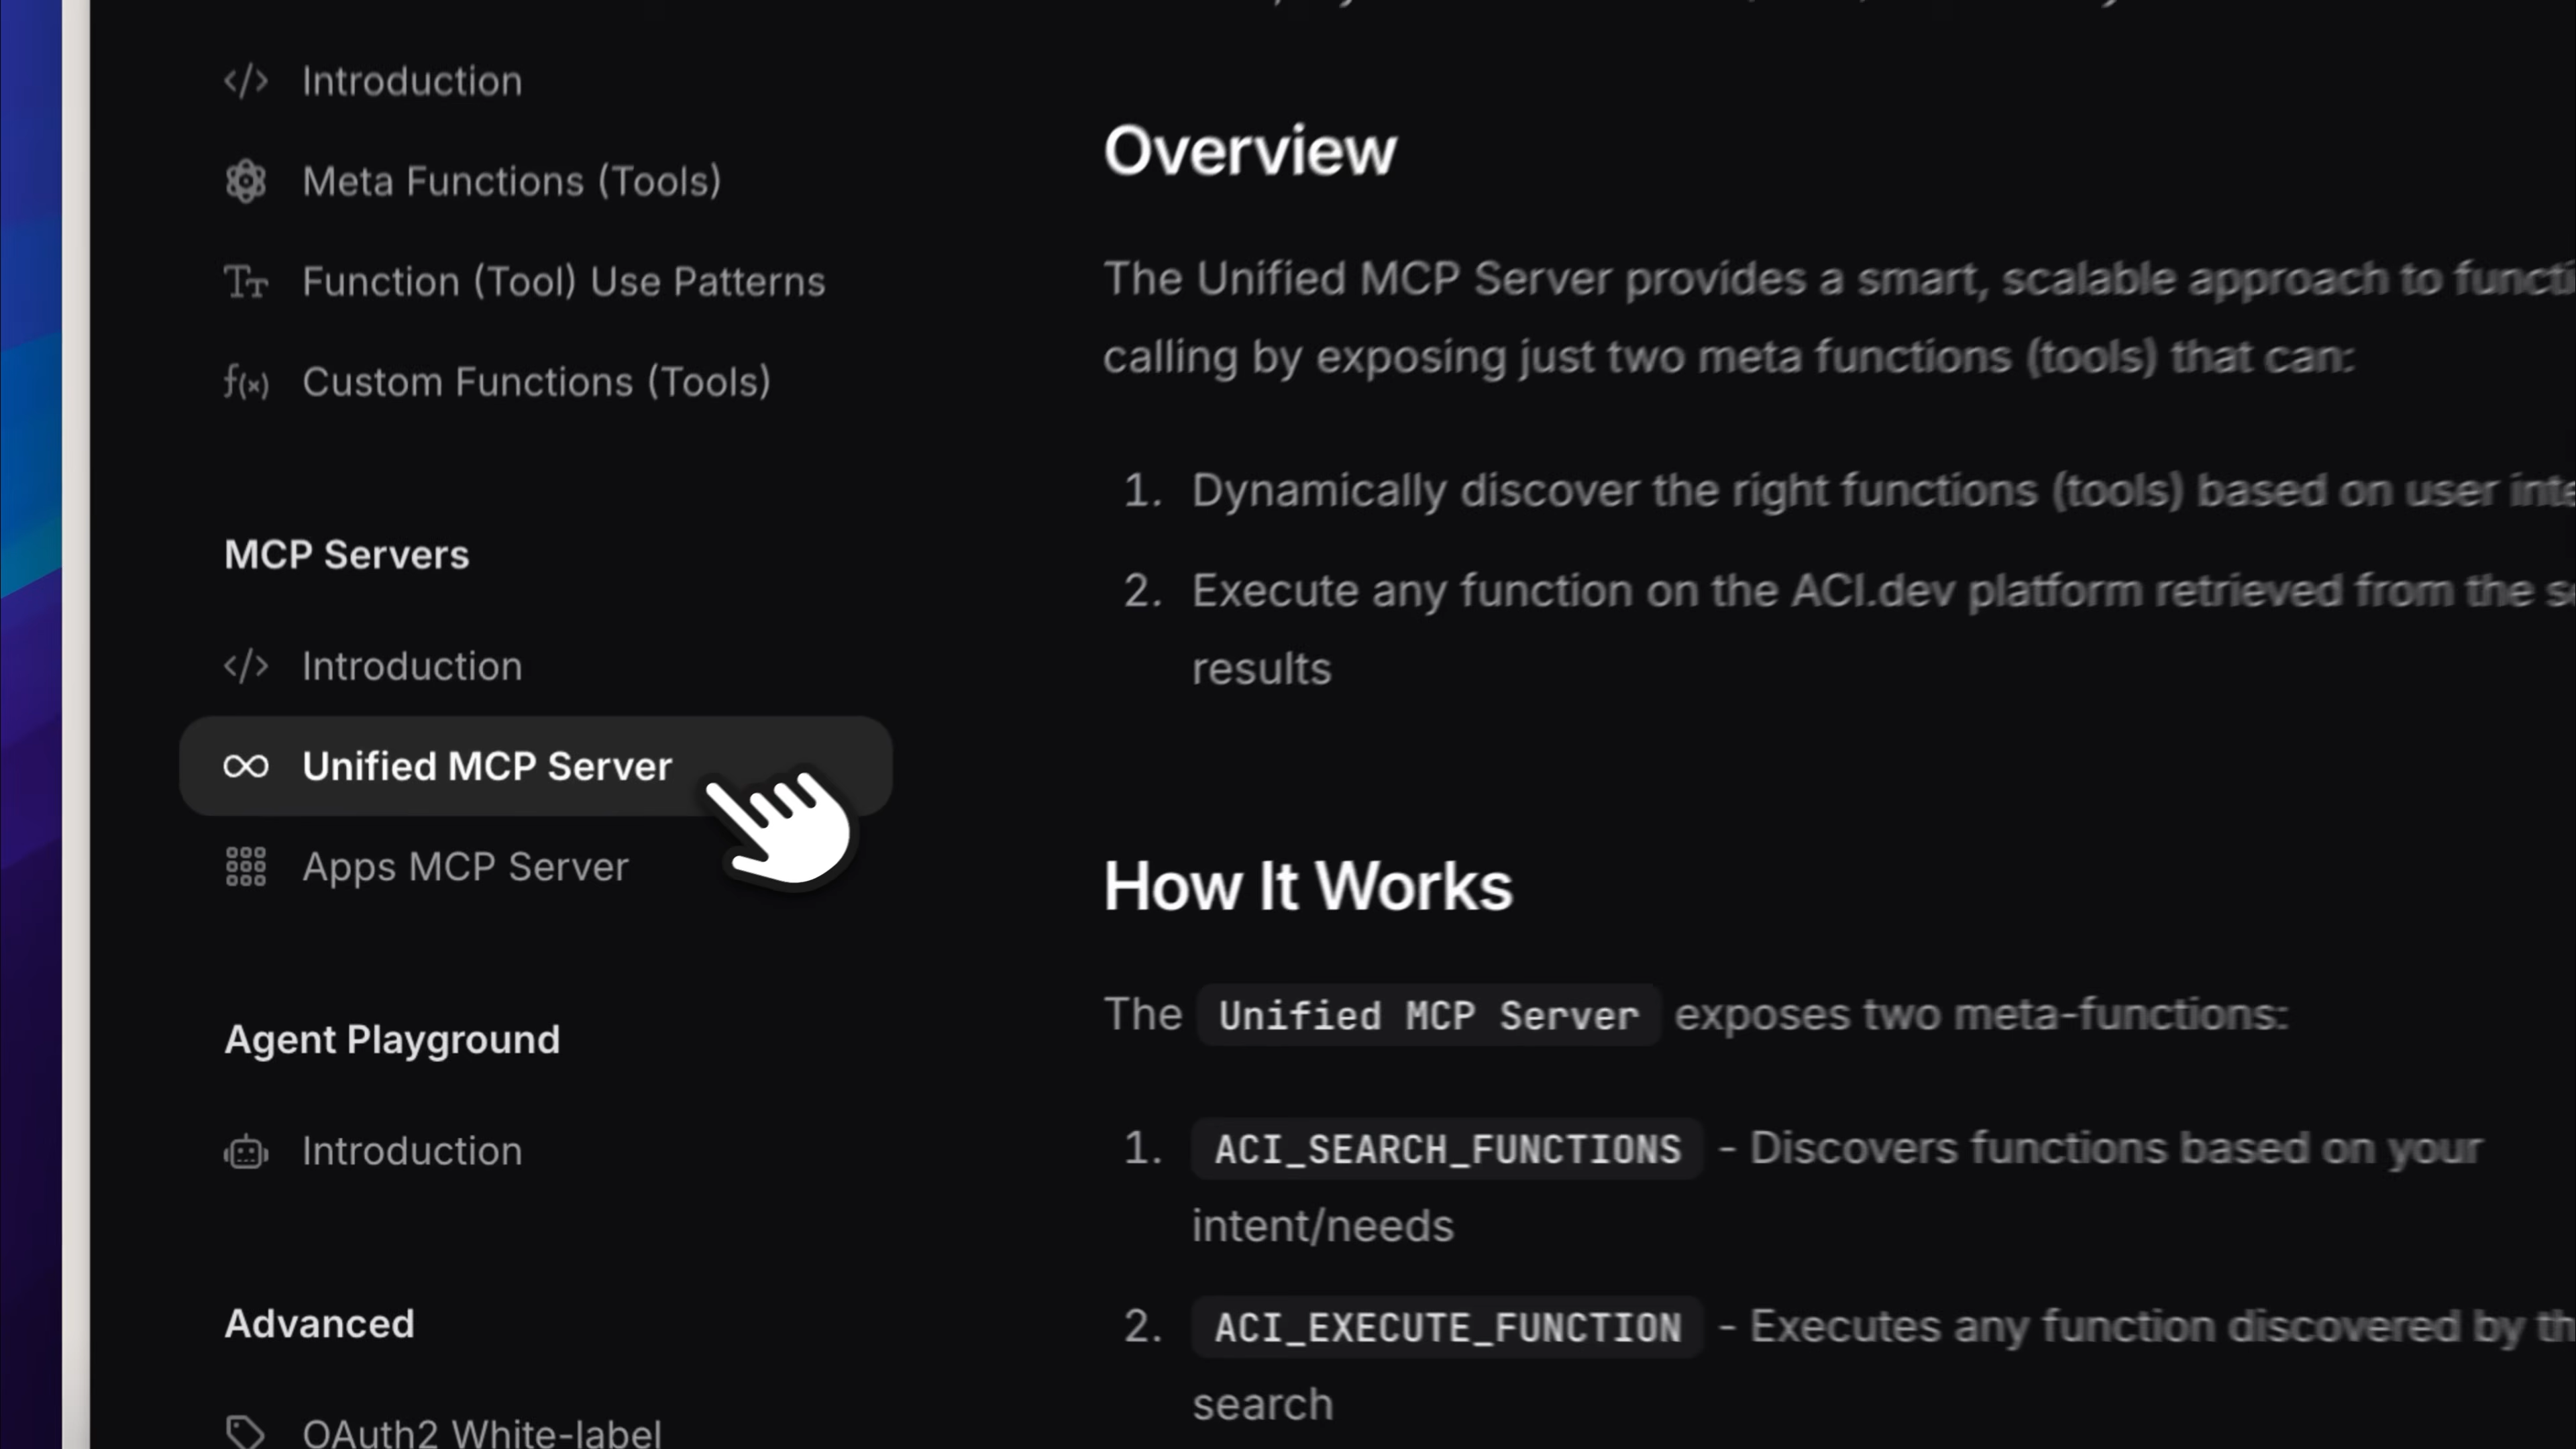 Introduction
Meta Functions (Tools)
Function (Tool) Use Patterns
Custom Functions (Tools)
MCP Servers
Introduction
Unified MCP Server
Apps MCP Server
Agent Playground
Introduction
Advanced
OAuth2 White-label
Overview
The Unified MCP Server provides a smart, scalable approach to
calling by exposing just two meta functions (tools) that can:
1. Dynamically discover the right functions (tools) based on user
2. Execute any function on the ACI.dev platform retrieved from the
results
How It Works
The Unified MCP Server exposes two meta-functions:
1. ACI_SEARCH_FUNCTIONS - Discovers functions based on your
intent/needs
2. ACI_EXECUTE_FUNCTION - Executes any function discovered by
search